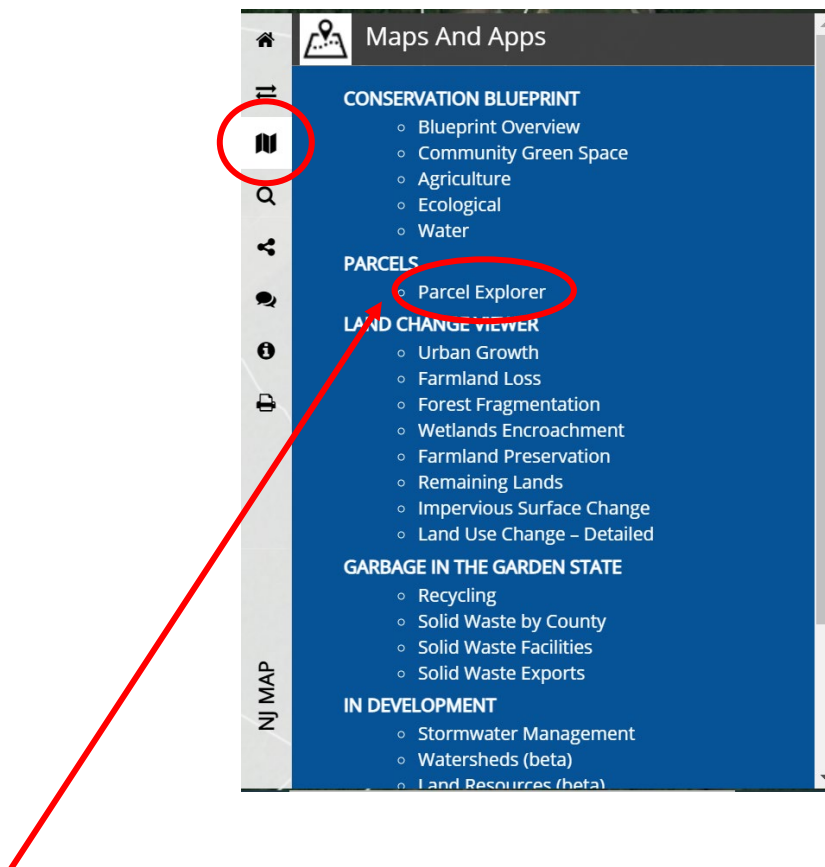 Maps And Apps
CONSERVATION BLUEPRINT
Blueprint Overview
Community Green Space
Agriculture
Ecological
Water
PARCELS
Parcel Explorer
LAND CHANGE VIEWER
Urban Growth
Farmland Loss
Forest Fragmentation
Wetlands Encroachment
Farmland Preservation
Remaining Lands
Impervious Surface Change
Land Use Change – Detailed
GARBAGE IN THE GARDEN STATE
Recycling
Solid Waste by County
Solid Waste Facilities
Solid Waste Exports
IN DEVELOPMENT
Stormwater Management
Watersheds (beta)
Land Resources (beta)
NJ MAP